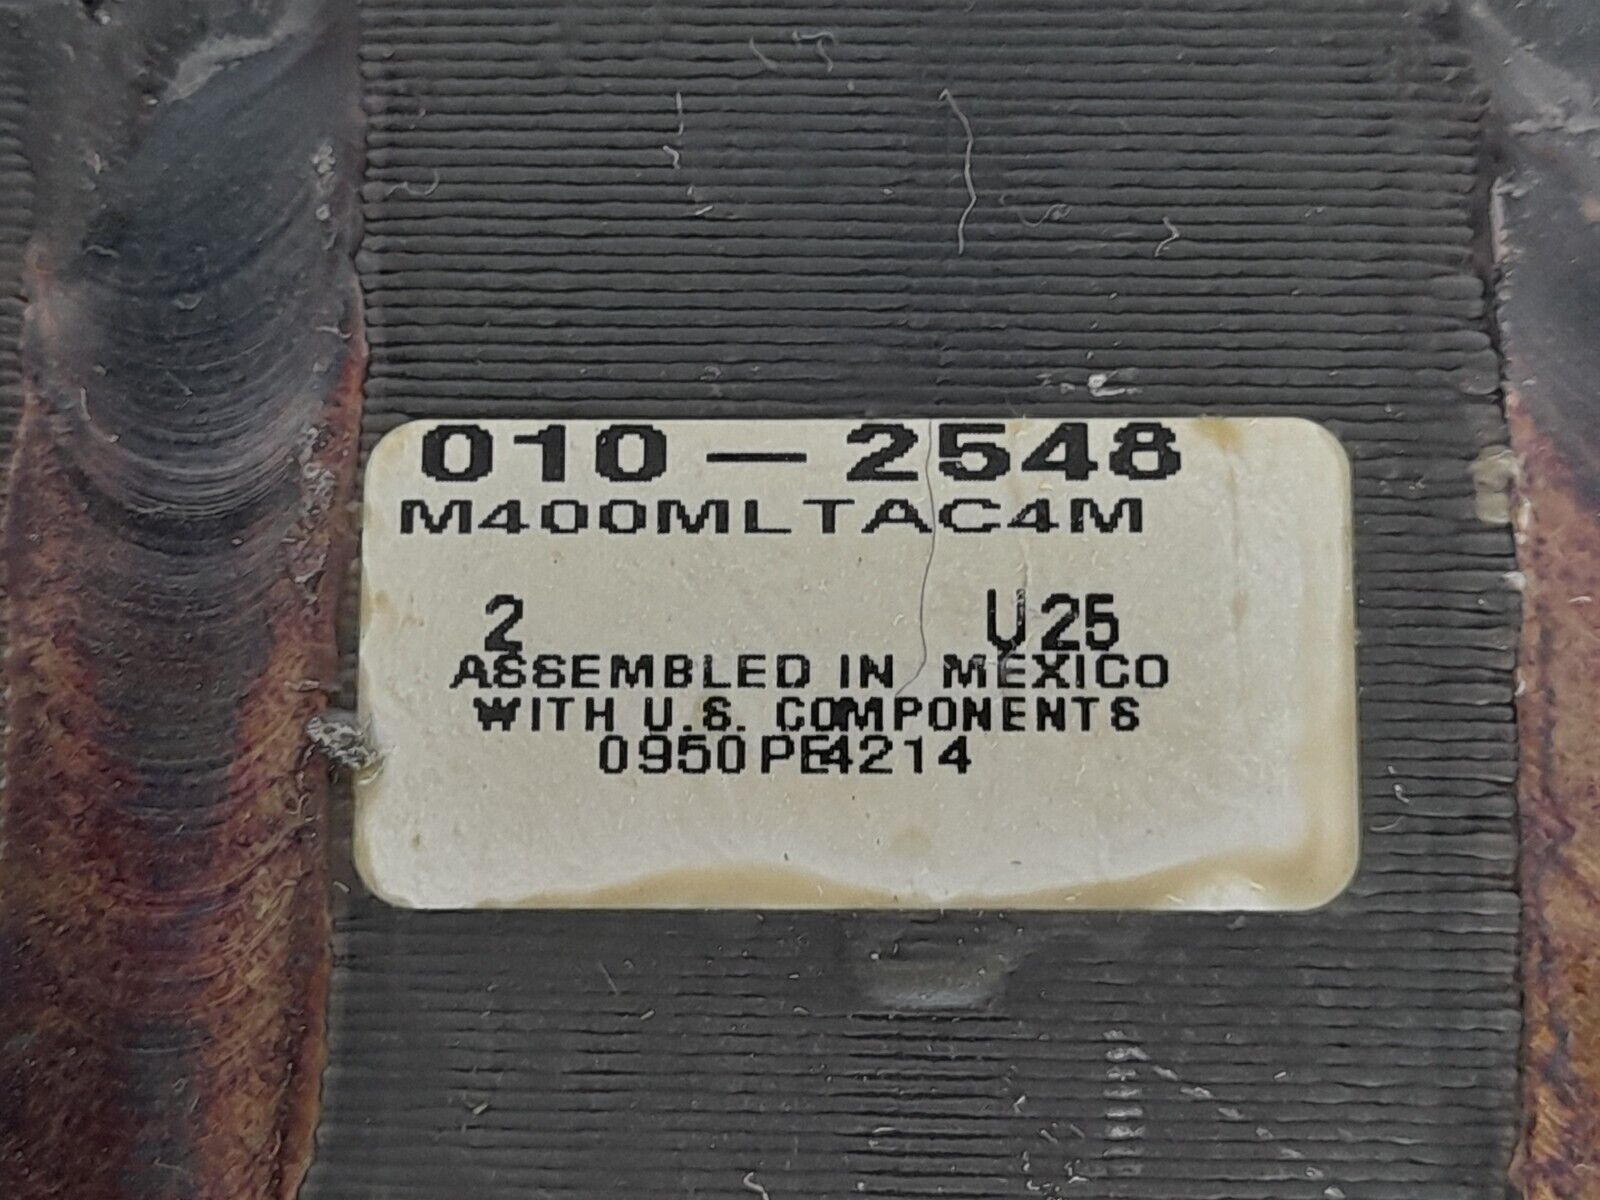 010-2548
M400MLTAC4M
2 U25
ASSEMBLED IN MEXICO
WITH U.S. COMPONENTS
0950PE4214